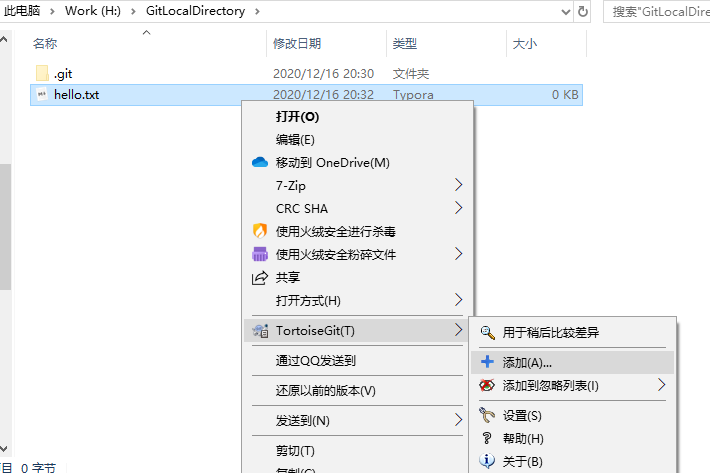 此电脑 Work (H:) GitLocalDirectory
搜索"GitLocalDire
名称 修改日期 类型 大小
.git 2020/12/16 20:30 文件夹
hello.txt 2020/12/16 20:32 Typora 0 KB
打开(O)
编辑(E)
移动到 OneDrive(M)
7-Zip
CRC SHA
使用火绒安全进行杀毒
使用火绒安全粉碎文件
共享
打开方式(H)
TortoiseGit(T)
用于稍后比较差异
通过QQ发送到
添加(A)...
添加到忽略列表(I)
还原以前的版本(V)
发送到(N)
设置(S)
帮助(H)
剪切(T)
关于(B)
复制(C)
项目 0 字节